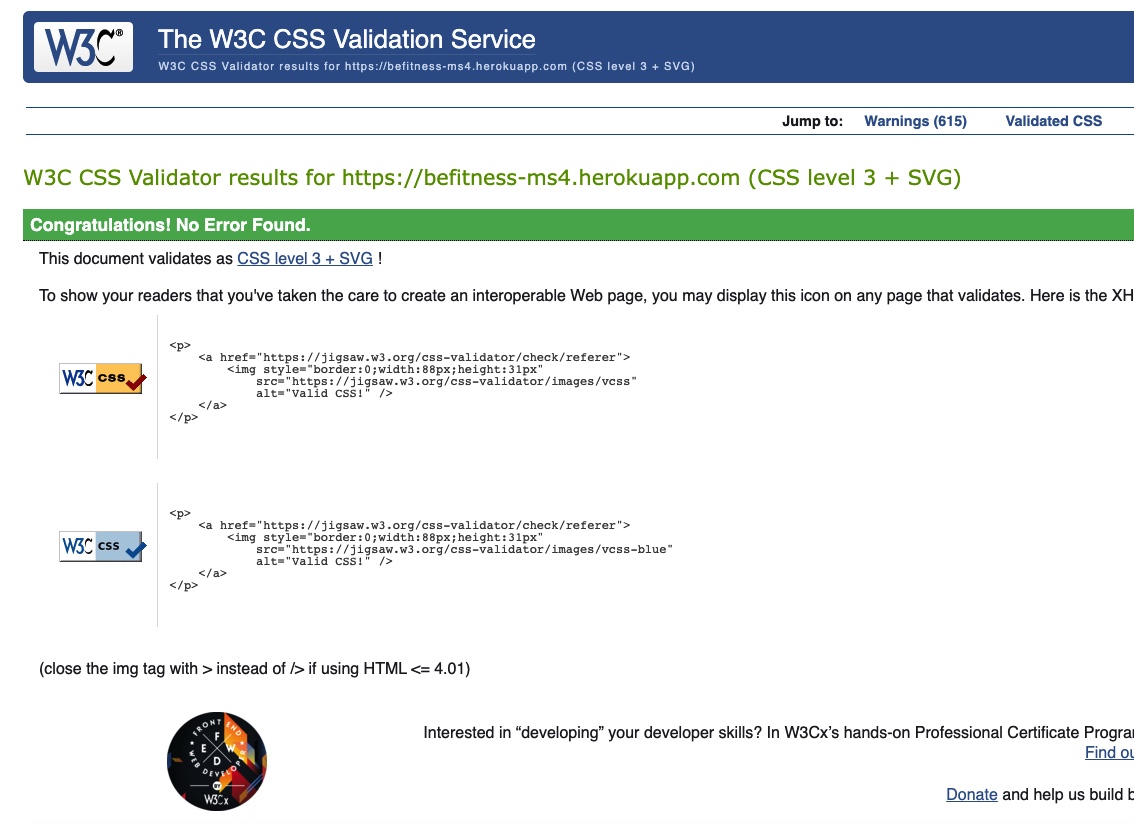 W3C®
The W3C CSS Validation Service
W3C CSS Validator results for https://befitness-ms4.herokuapp.com (CSS level 3 + SVG)
Jump to: Warnings (615) Validated CSS
W3C CSS Validator results for https://befitness-ms4.herokuapp.com (CSS level 3 + SVG)
Congratulations! No Error Found.
This document validates as CSS level 3 + SVG !
To show your readers that you've taken the care to create an interoperable Web page, you may display this icon on any page that validates. Here is the XH
W3C css
<p>
<a href="https://jigsaw.w3.org/css-validator/check/referer">
<img style="border:0;width:88px;height:31px"
src="https://jigsaw.w3.org/css-validator/images/vcss"
alt="Valid CSS!" />
</a>
</p>
W3C css
<p>
<a href="https://jigsaw.w3.org/css-validator/check/referer">
<img style="border:0;width:88px;height:31px"
src="https://jigsaw.w3.org/css-validator/images/vcss-blue"
alt="Valid CSS!" />
</a>
</p>
(close the img tag with > instead of /> if using HTML <= 4.01)
FRONT END
F
E W
D
WEB DEVELOPER
BY
W3Cx
Interested in “developing” your developer skills? In W3Cx’s hands-on Professional Certificate Progra
Find ou
Donate and help us build b